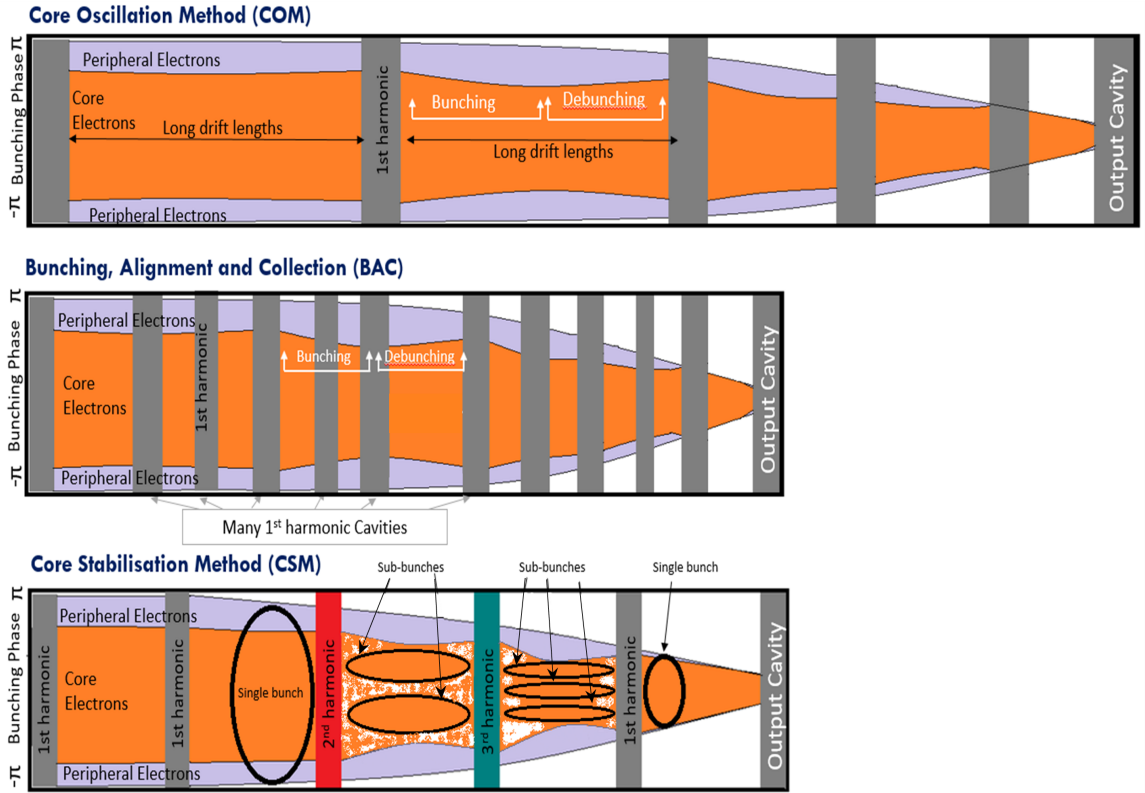 Core Oscillation Method (COM)
Bunching Phase
π
-π
Peripheral Electrons
Core
Electrons
Long drift lengths
1st harmonic
Bunching
Debunching
Long drift lengths
Peripheral Electrons
Output Cavity
Bunching, Alignment and Collection (BAC)
Bunching Phase
π
-π
Peripheral Electrons
Core
Electrons
1st harmonic
Bunching
Debunching
Peripheral Electrons
Output Cavity
Many 1st harmonic Cavities
Core Stabilisation Method (CSM)
Sub-bunches
Sub-bunches
Single bunch
Bunching Phase
π
-π
Peripheral Electrons
1st harmonic
Core
Electrons
1st harmonic
Single bunch
2nd harmonic
3rd harmonic
1st harmonic
Output Cavity
Peripheral Electrons